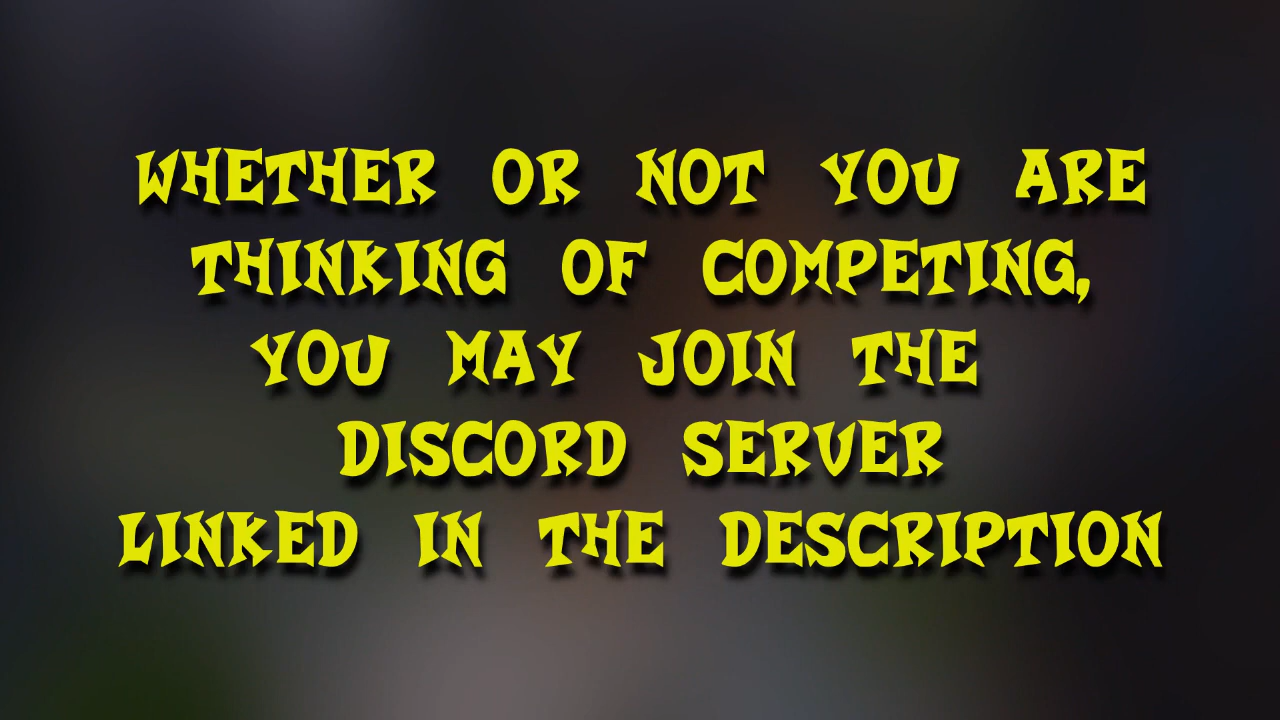 WHETHER OR NOT YOU ARE
THINKING OF COMPETING,
YOU MAY JOIN THE
DISCORD SERVER
LINKED IN THE DESCRIPTION